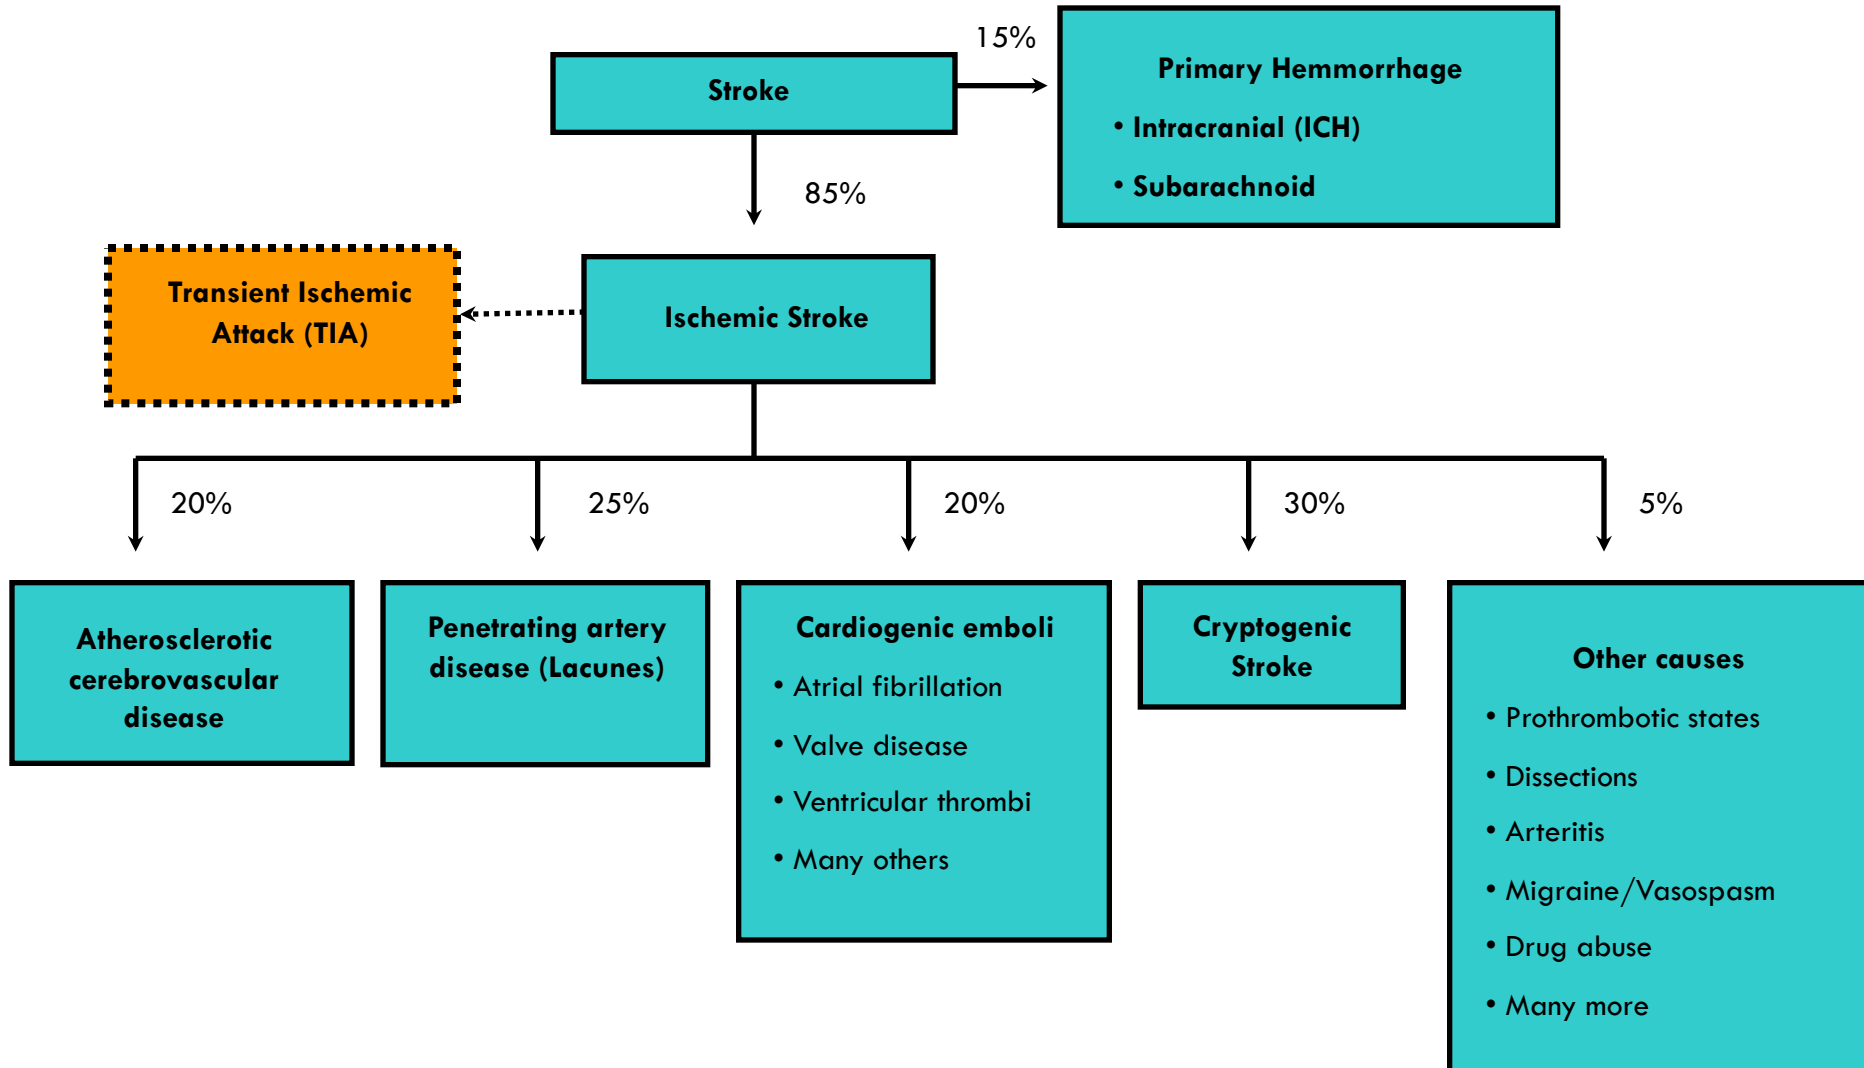 15%
Stroke
Primary Hemmorrhage
• Intracranial (ICH)
• Subarachnoid
85%
Transient Ischemic
Attack (TIA)
Ischemic Stroke
20%
25%
20%
30%
5%
Atherosclerotic
cerebrovascular
disease
Penetrating artery
disease (Lacunes)
Cardiogenic emboli
• Atrial fibrillation
• Valve disease
• Ventricular thrombi
• Many others
Cryptogenic
Stroke
Other causes
• Prothrombotic states
• Dissections
• Arteritis
• Migraine/Vasospasm
• Drug abuse
• Many more